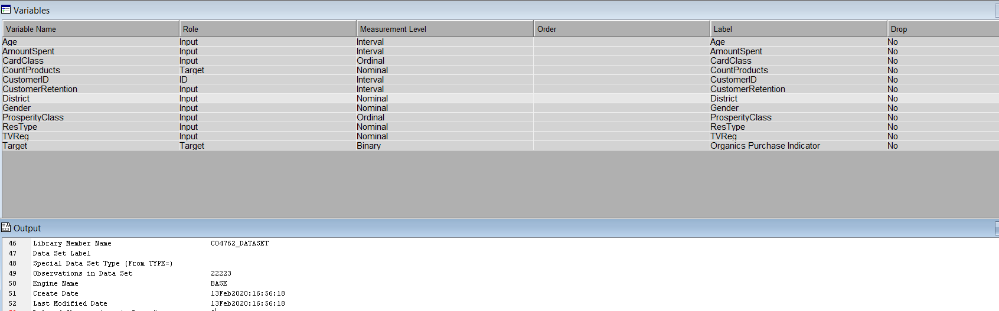 Variables
Variable Name Role Measurement Level Order Label Drop
Age Input Interval Age No
AmountSpent Input Interval AmountSpent No
CardClass Input Ordinal CardClass No
CountProducts Target Nominal CountProducts No
CustomerID ID Interval CustomerID No
CustomerRetention Input Interval CustomerRetention No
District Input Nominal District No
Gender Input Nominal Gender No
ProsperityClass Input Ordinal ProsperityClass No
ResType Input Nominal ResType No
TVReg Input Nominal TVReg No
Target Target Binary Organics Purchase Indicator No
Output
46 Library Member Name CO4762_DATASET
47 Data Set Label
48 Special Data Set Type (From TYPE=)
49 Observations in Data Set 22223
50 Engine Name BASE
51 Create Date 13Feb2020:16:56:18
52 Last Modified Date 13Feb2020:16:56:18